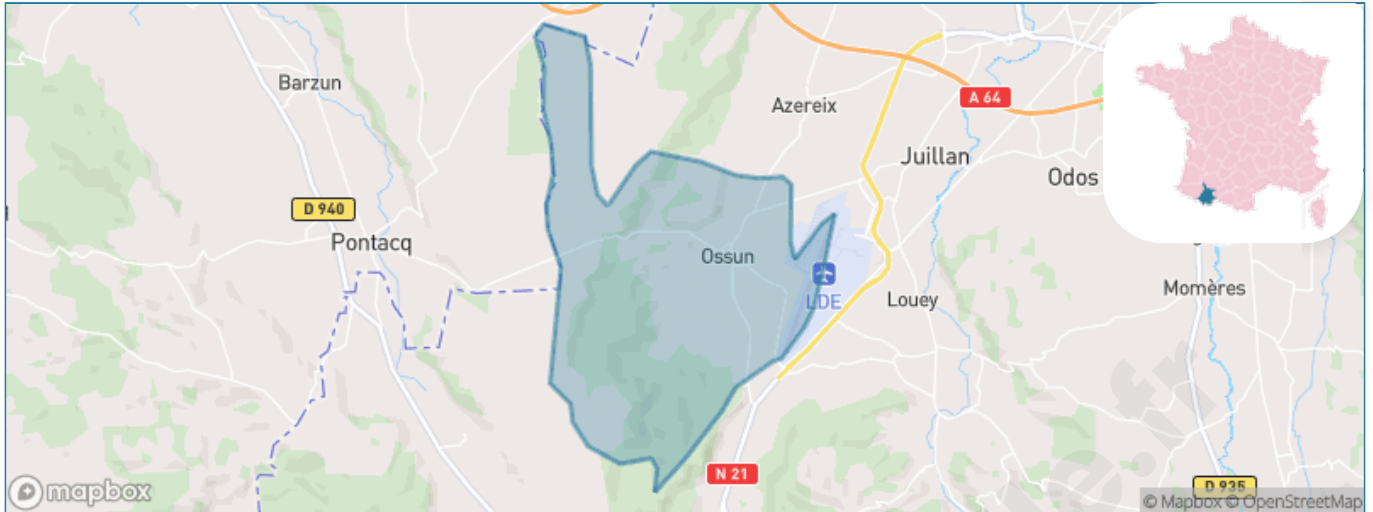 Barzun
Azereix
A 64
Juillan
Odos
D 940
Pontacq
Ossun
LDE
Louey
Momères
N 21
D 935
mapbox
© Mapbox © OpenStreetMap